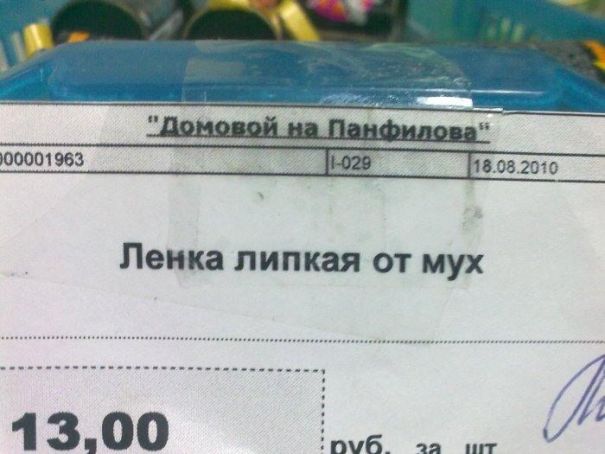 "Домовой на Панфилова"
000001963 I-029 18.08.2010
Ленка липкая от мух
13,00 руб. за шт